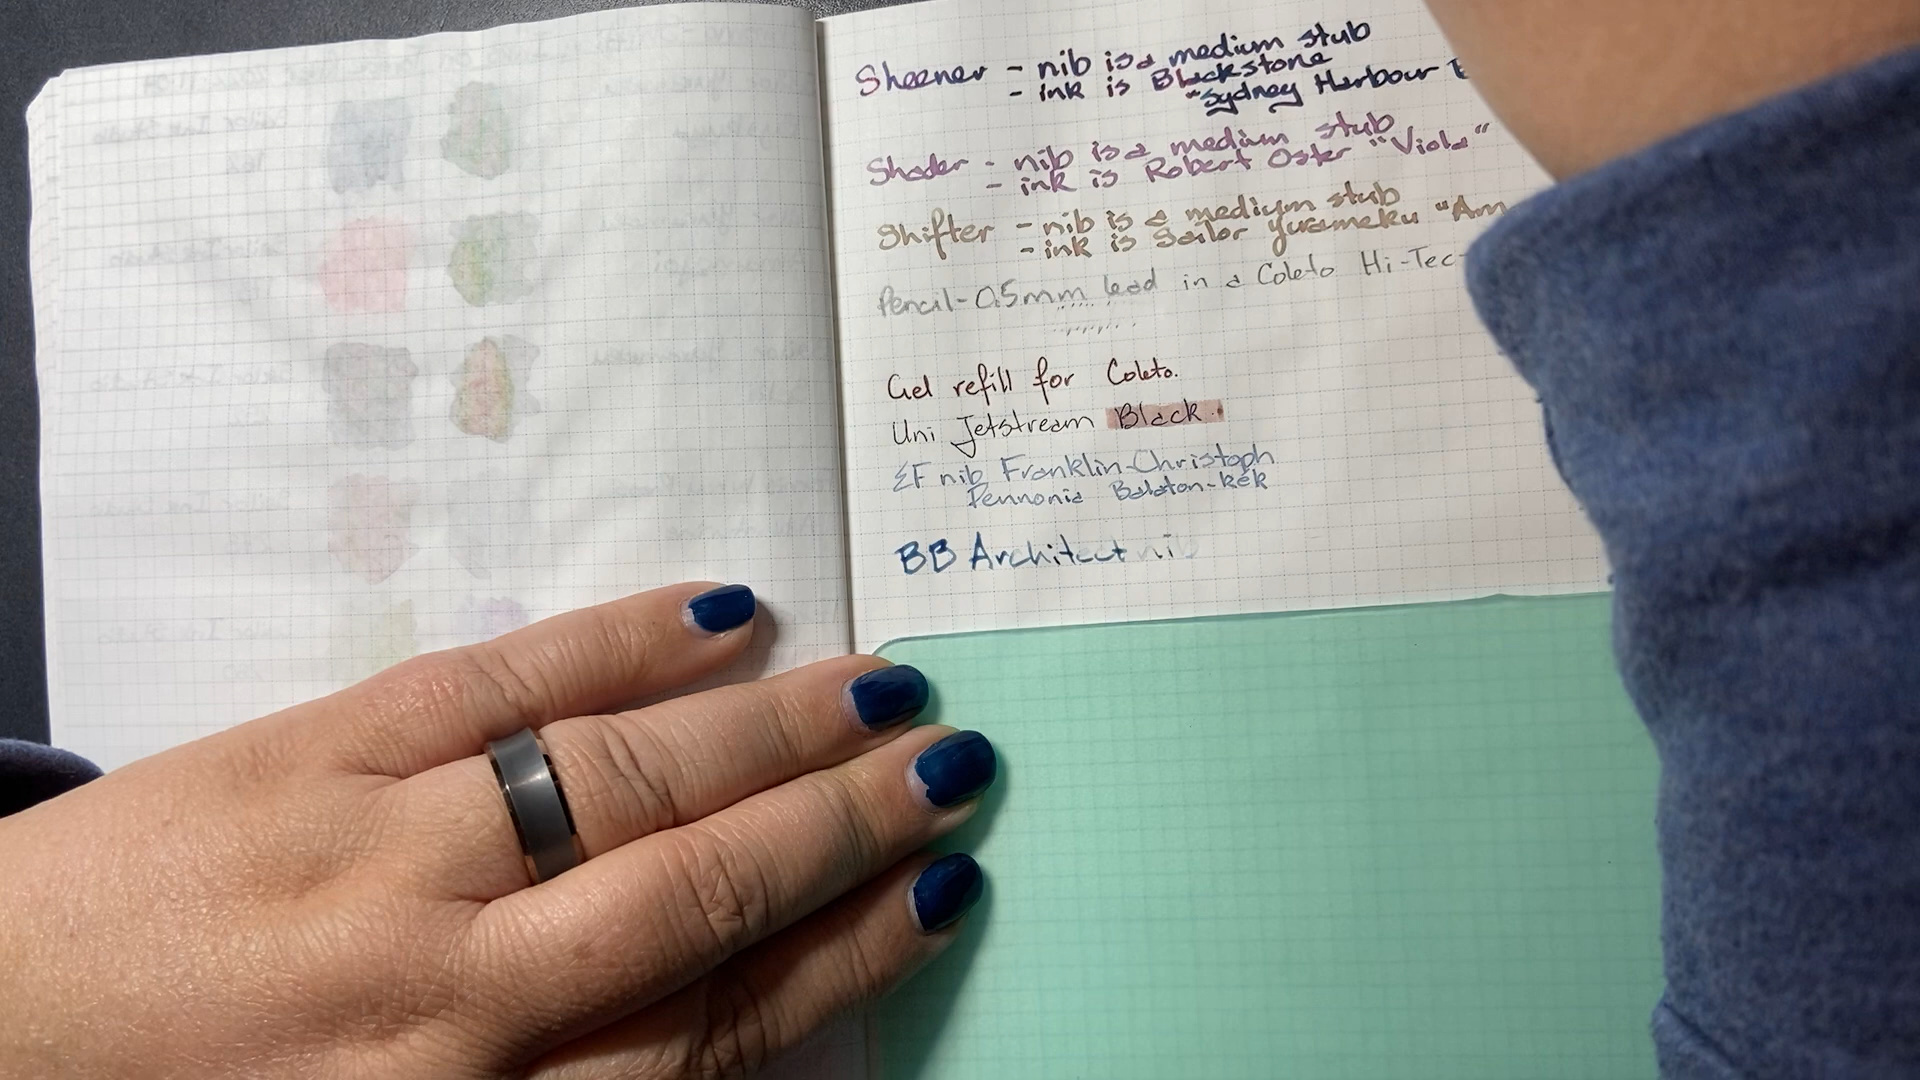 Sheener - nib is a medium stub
- ink is Blackstone
"Sydney Harbour
Shader - nib is a medium stub
- ink is Robert Oster "Viola"
Shifter - nib is a medium stub
- ink is Sailor Yurameku "Am
Pencil - 0.5mm lead in a Coleto Hi-Tec-
Gel refill for Coleto.
Uni Jetstream Black.
EF nib Franklin-Christoph
Pennonia Balaton-kék
BB Architect nib